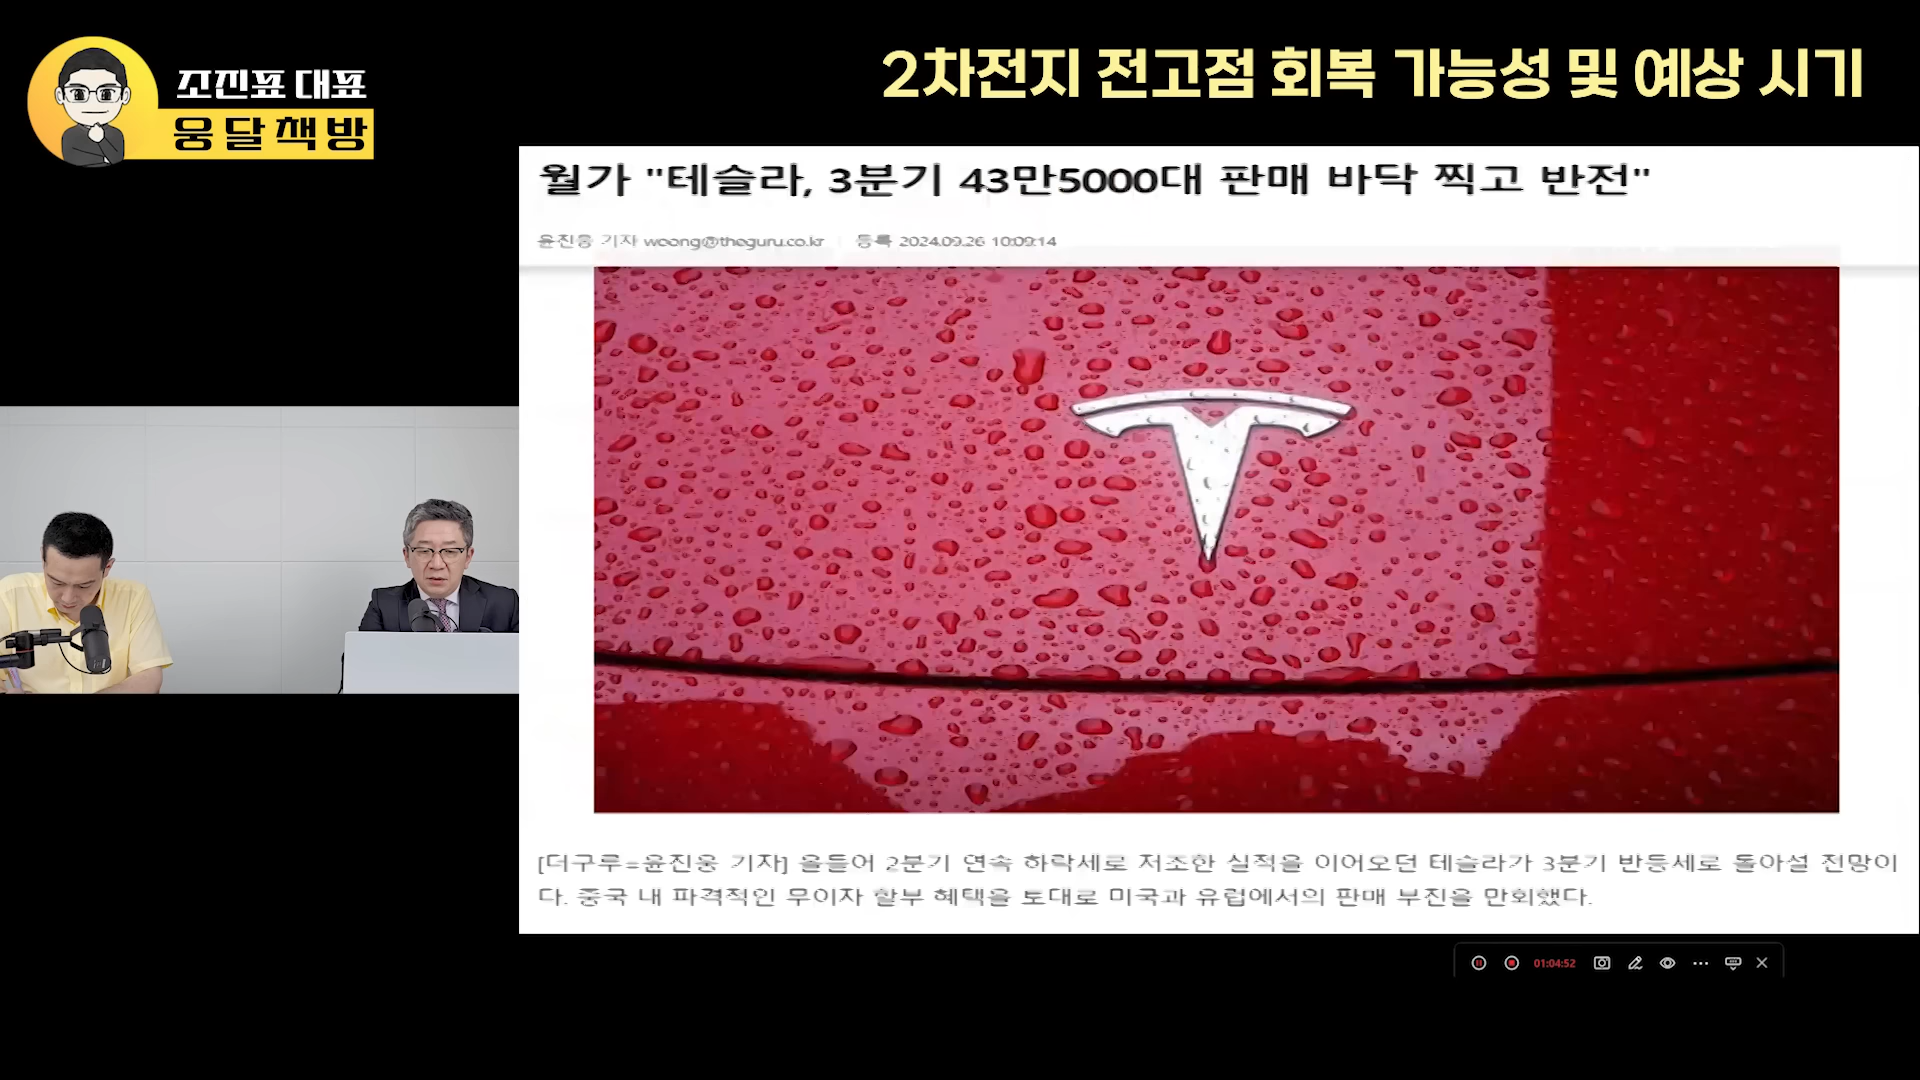 조진표 대표
웅달책방
2차전지 전고점 회복 가능성 및 예상 시기
월가 "테슬라, 3분기 43만5000대 판매 바닥 찍고 반전"
윤진웅 기자 woong@theguru.co.kr 등록 2024.09.26 10:09:14
[더구루=윤진웅 기자] 올들어 2분기 연속 하락세로 저조한 실적을 이어오던 테슬라가 3분기 반등세로 돌아설 전망이
다. 중국 내 파격적인 무이자 할부 혜택을 토대로 미국과 유럽에서의 판매 부진을 만회했다.
01:04:52